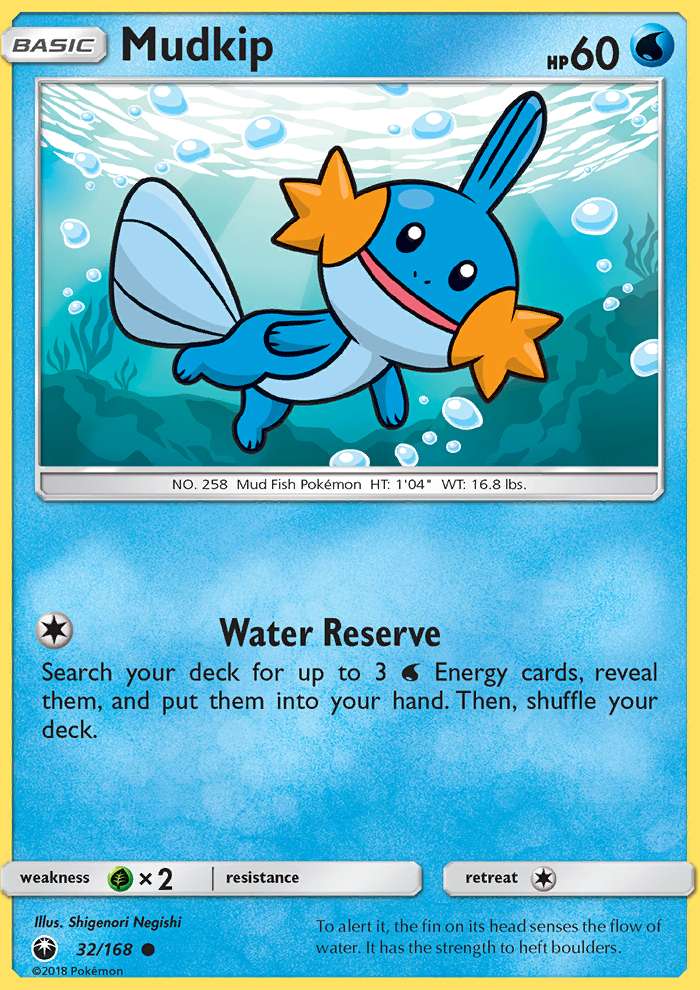 BASIC Mudkip HP60
NO. 258 Mud Fish Pokémon HT: 1'04" WT: 16.8 lbs.
Water Reserve
Search your deck for up to 3 Energy cards, reveal
them, and put them into your hand. Then, shuffle your
deck.
weakness ×2 resistance retreat
Illus. Shigenori Negishi
32/168
©2018 Pokémon
To alert it, the fin on its head senses the flow of
water. It has the strength to heft boulders.